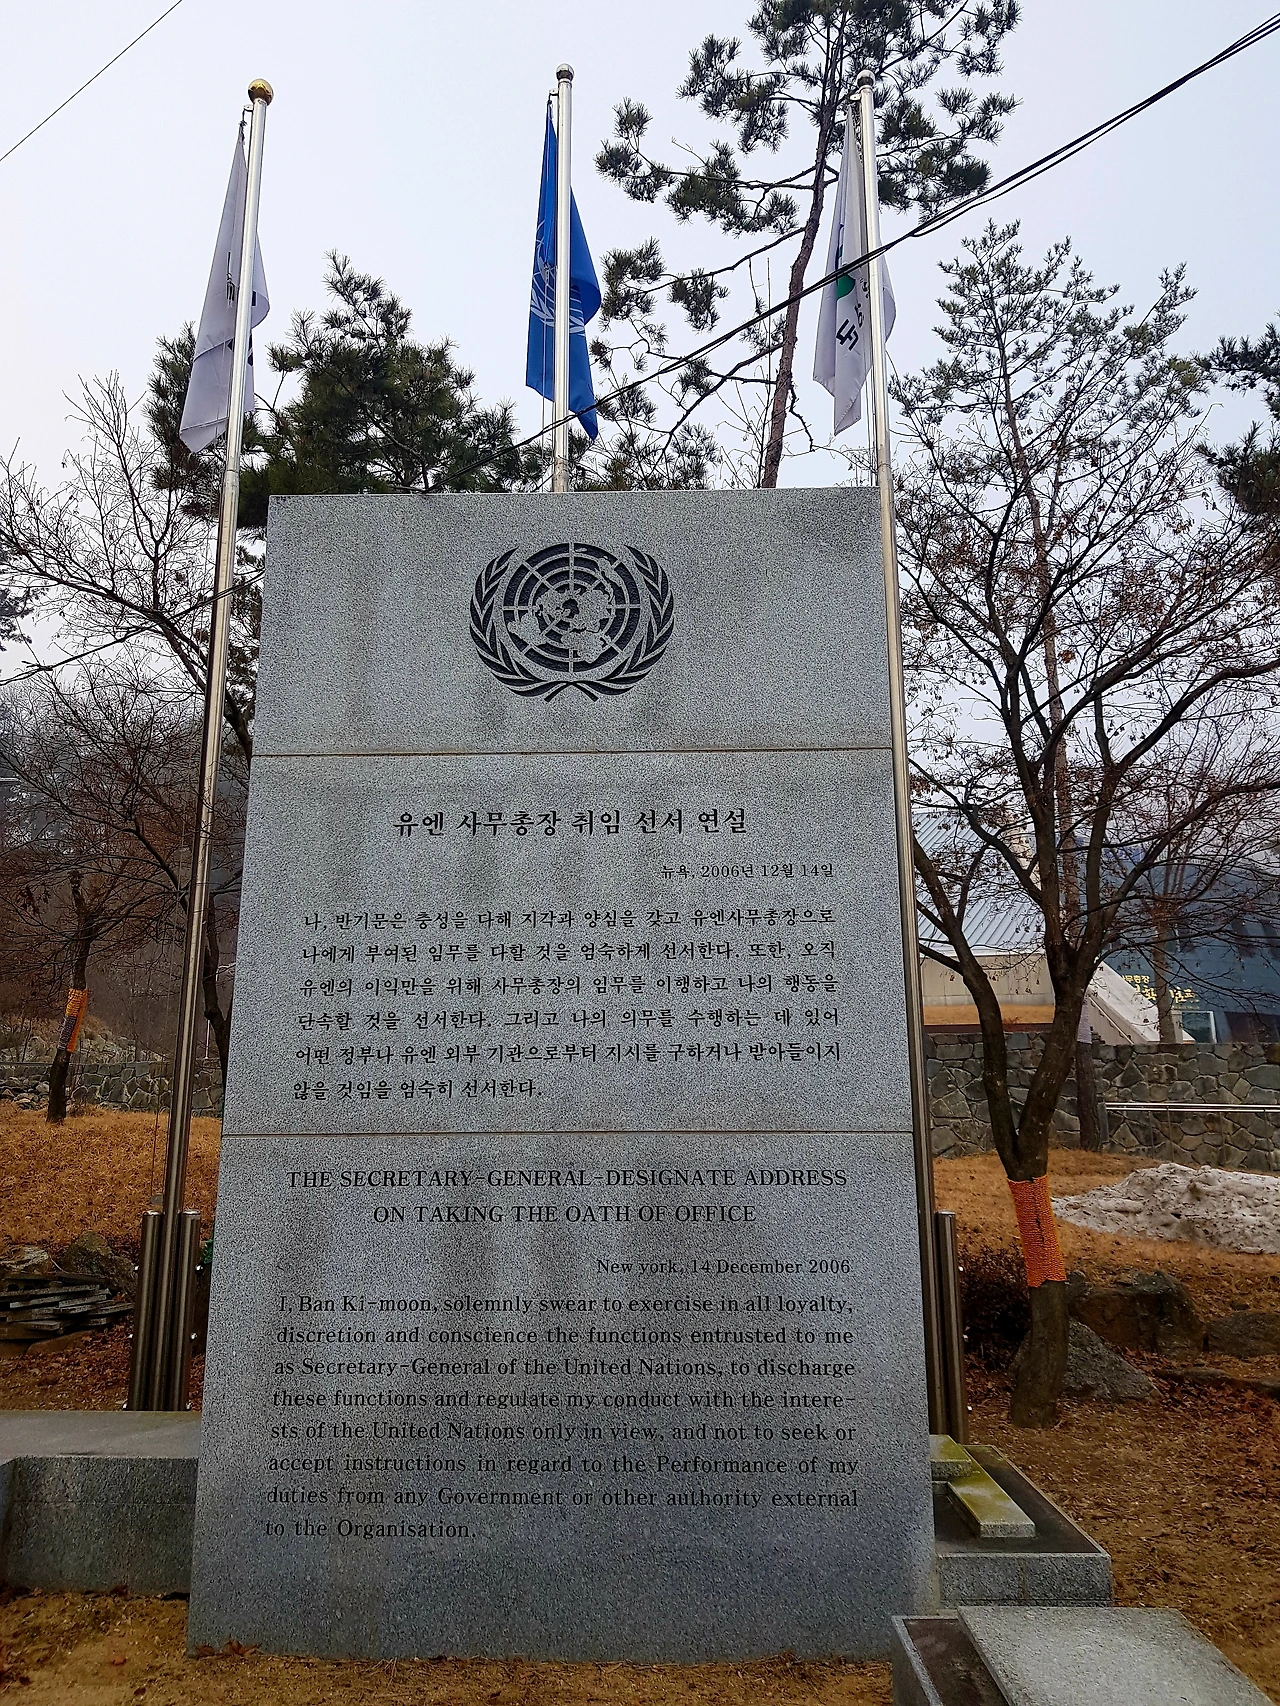 유엔 사무총장 취임 선서 연설
뉴욕, 2006년 12월 14일
나, 반기문은 충성을 다해 지각과 양심을 갖고 유엔사무총장으로
나에게 부여된 임무를 다할 것을 엄숙하게 선서한다. 또한, 오직
유엔의 이익만을 위해 사무총장의 임무를 이행하고 나의 행동을
단속할 것을 선서한다. 그리고 나의 의무를 수행하는 데 있어
어떤 정부나 유엔 외부 기관으로부터 지시를 구하거나 받아들이지
않을 것임을 엄숙히 선서한다.
THE SECRETARY-GENERAL-DESIGNATE ADDRESS
ON TAKING THE OATH OF OFFICE
New york, 14 December 2006
I, Ban Ki-moon, solemnly swear to exercise in all loyalty,
discretion and conscience the functions entrusted to me
as Secretary-General of the United Nations, to discharge
these functions and regulate my conduct with the intere-
sts of the United Nations only in view, and not to seek or
accept instructions in regard to the Performance of my
duties from any Government or other authority external
to the Organisation.